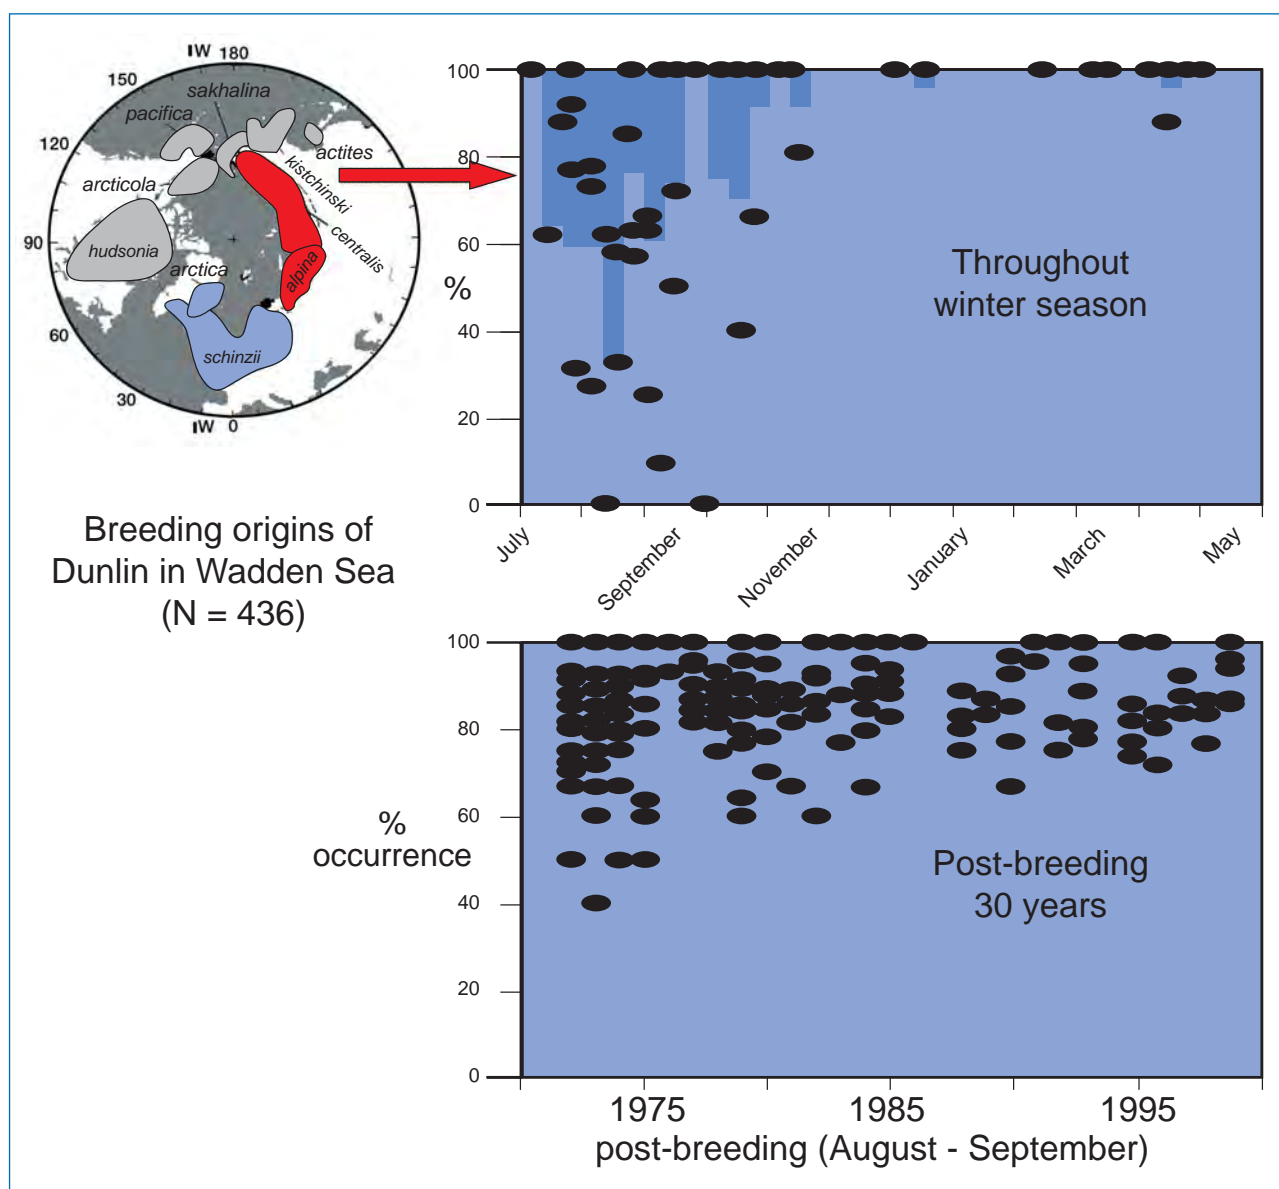 IW 180
150
sakhalina
pacifica
120
actites
kistchinski
arcticola
centralis
90
hudsonia
arctica
alpina
60
schinzii
30
IW 0
Breeding origins of
Dunlin in Wadden Sea
(N = 436)
100
80
60
%
40
20
0
Throughout
winter season
July
September
November
January
March
May
100
80
60
%
occurrence
40
20
0
Post-breeding
30 years
1975
1985
1995
post-breeding (August - September)